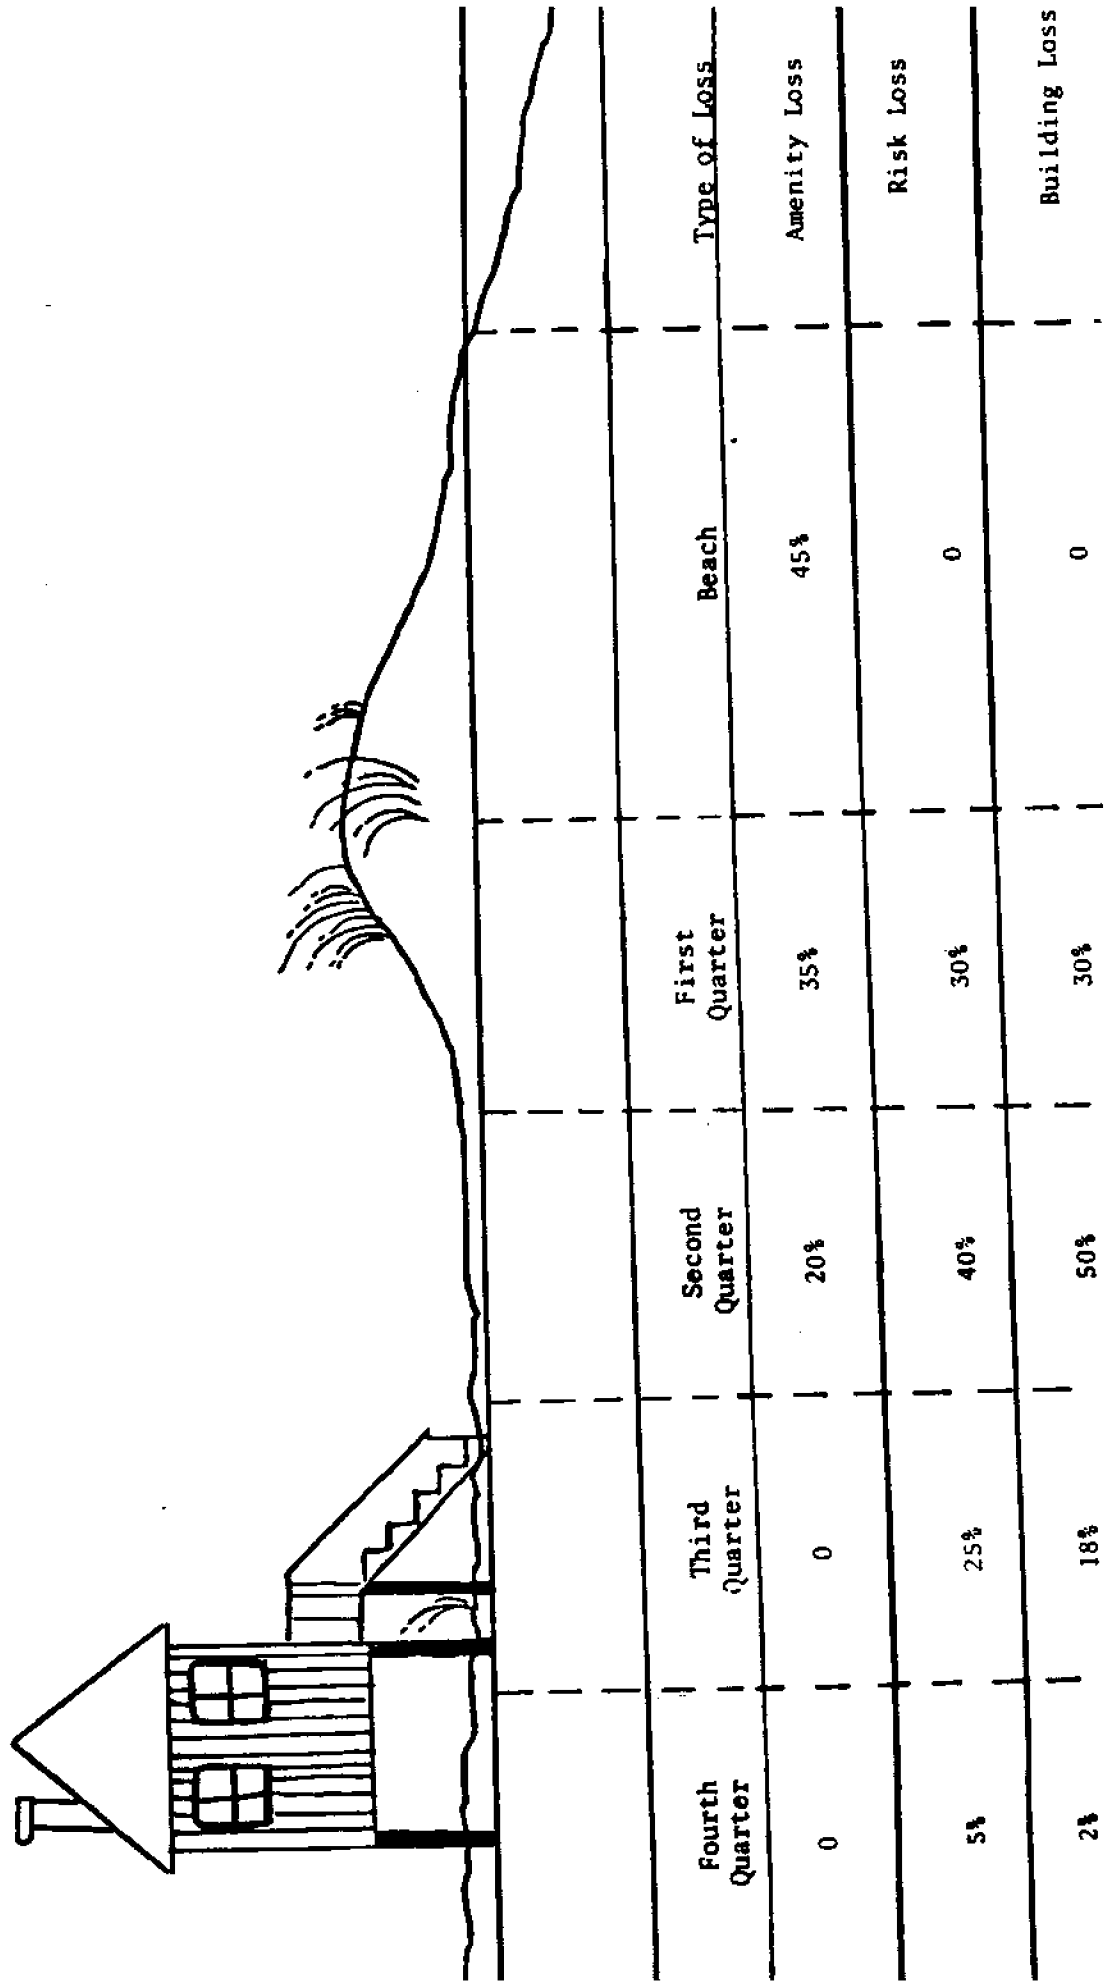 Fourth Third Second First
Quarter Quarter Quarter Quarter Beach Type of Loss
0 0 20% 35% 45% Amenity Loss
5% 25% 40% 30% 0 Risk Loss
2% 18% 50% 30% 0 Building Loss